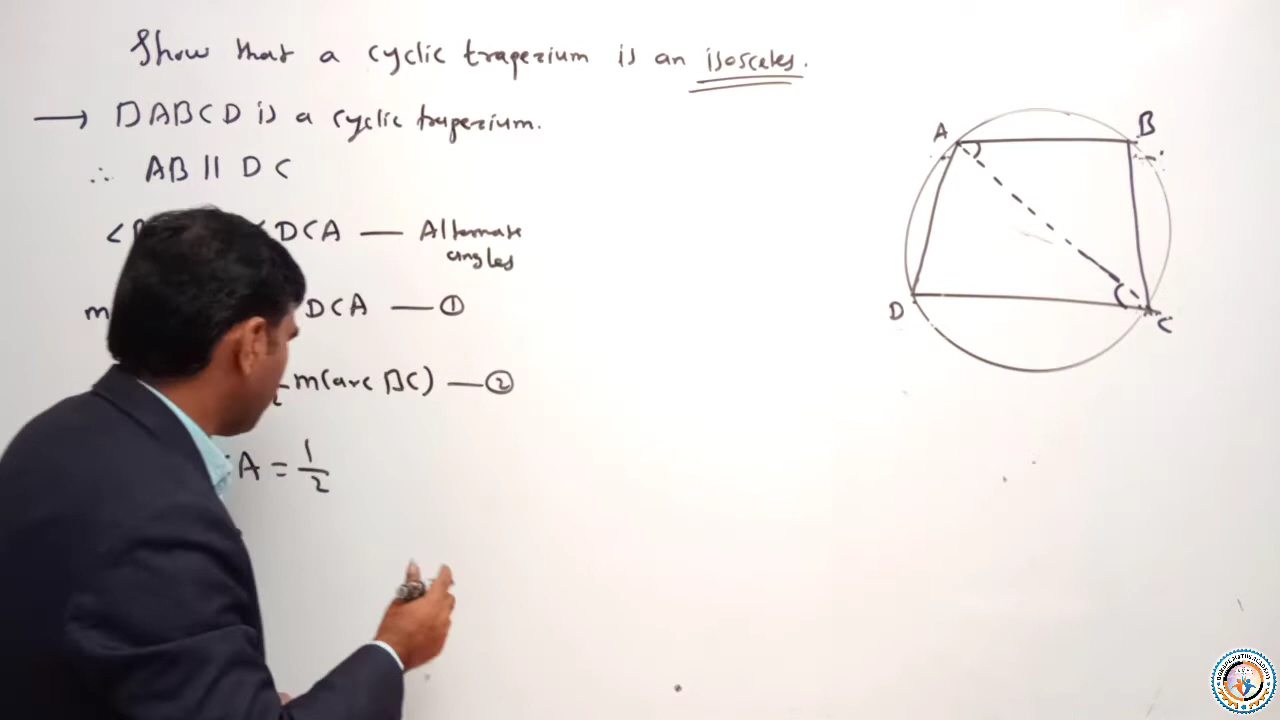 Show that a cyclic trapezium is an isosceles.
→ □ ABCD is a cyclic trapezium.
∴ AB || DC
∠ DCA — Alternate
angles
m DCA — ①
2 m(arc BC) — ②
A = 1/2
A
B
D
C